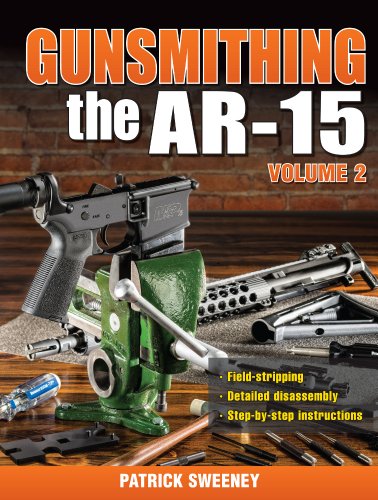 GUNSMITHING
the AR-15
VOLUME 2
• Field-stripping
• Detailed disassembly
• Step-by-step instructions
PATRICK SWEENEY